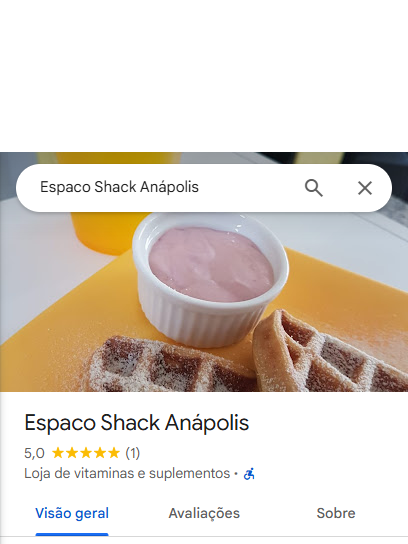 Espaco Shack Anápolis
Espaco Shack Anápolis
5,0 (1)
Loja de vitaminas e suplementos ·
Visão geral Avaliações Sobre